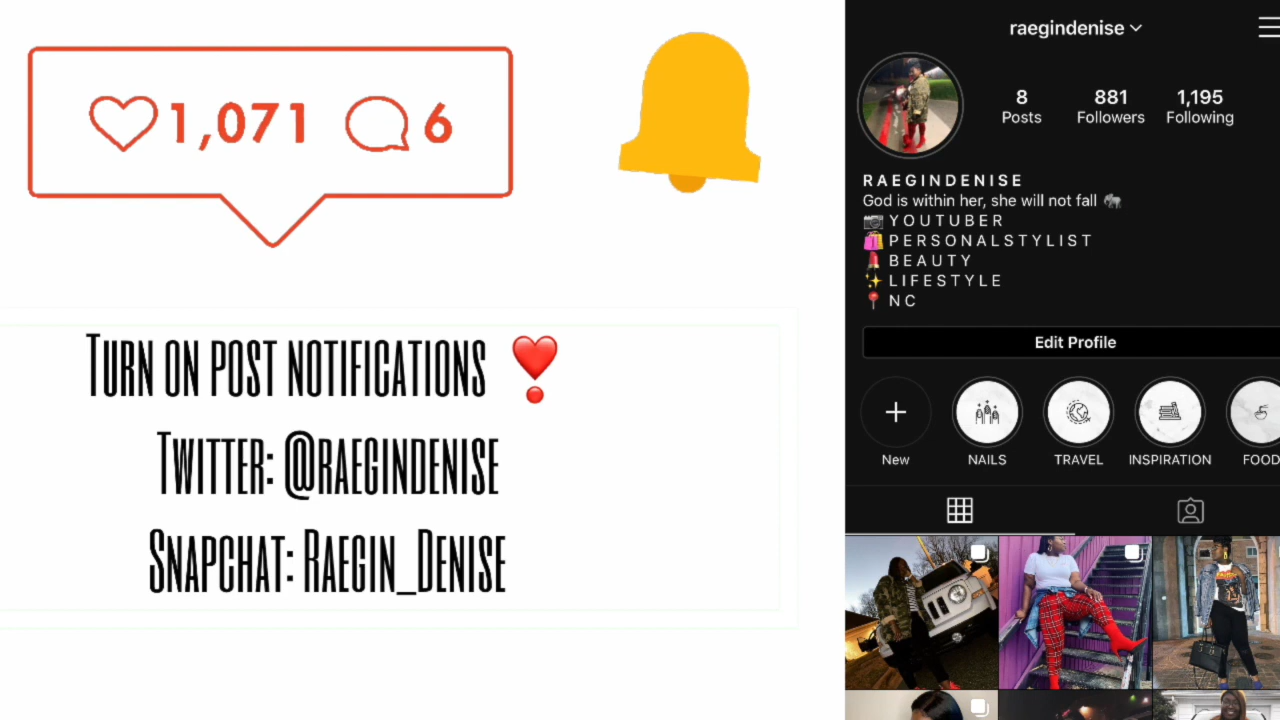 1,071 6
Turn on post notifications
Twitter: @raegindenise
Snapchat: Raegin_Denise
raegindenise
8 881 1,195
Posts Followers Following
RAEGINDENISE
God is within her, she will not fall
YOUTUBER
PERSONALSTYLIST
BEAUTY
LIFESTYLE
NC
Edit Profile
New NAILS TRAVEL INSPIRATION FOOD